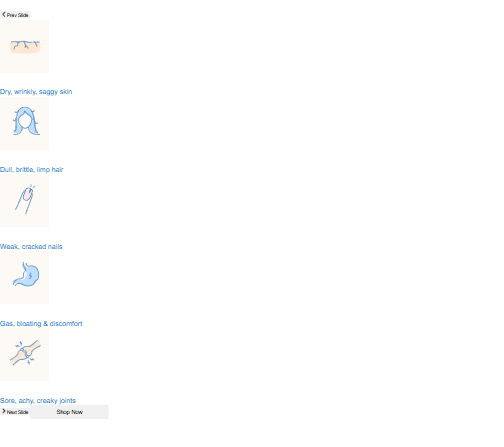 Prev Slide
Dry, wrinkly, saggy skin
Dull, brittle, limp hair
Weak, cracked nails
Gas, bloating & discomfort
Sore, achy, creaky joints
Next Slide
Shop Now